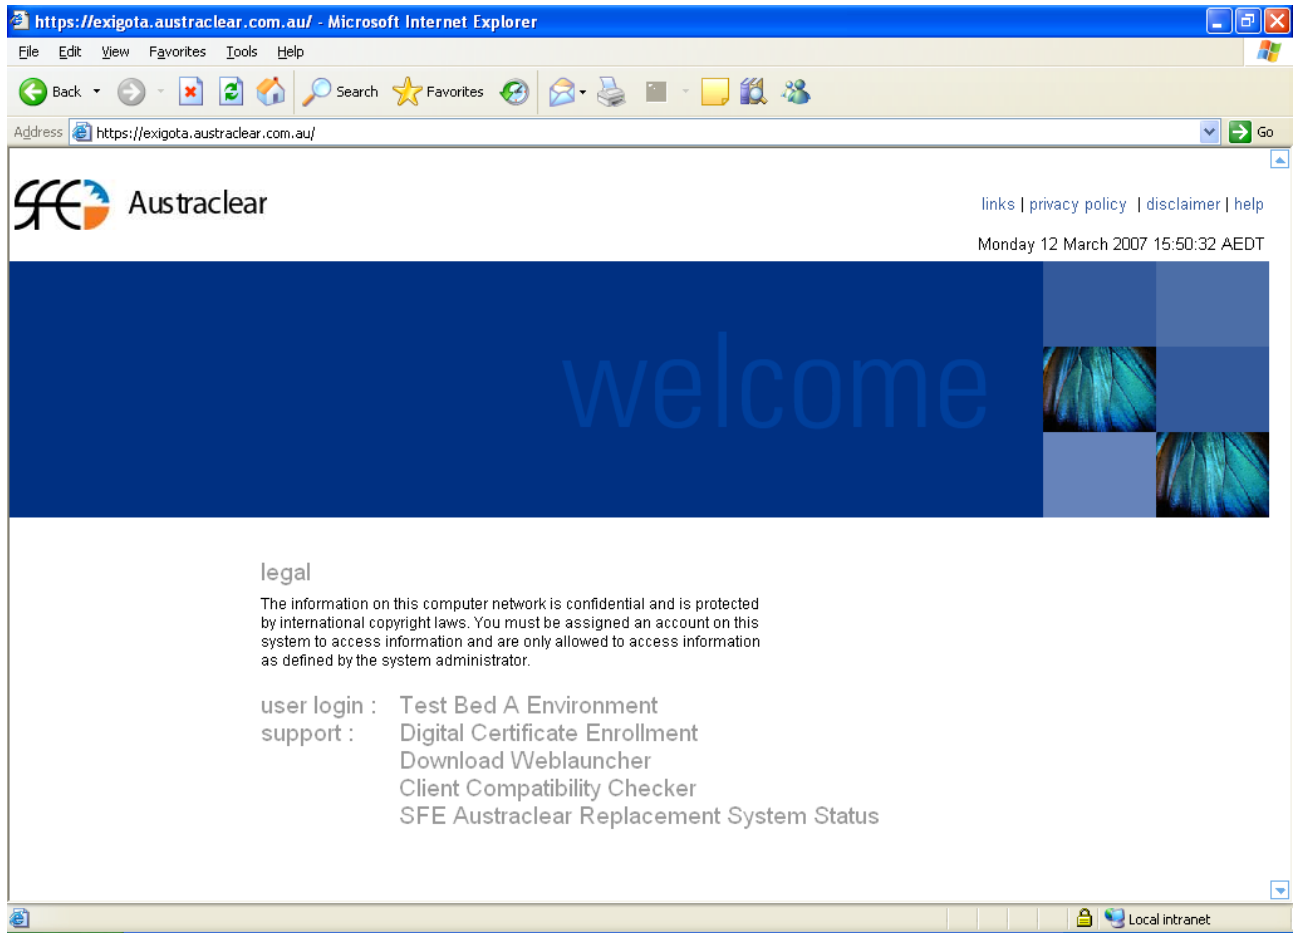 https://exigota.austraclear.com.au/ - Microsoft Internet Explorer
File Edit View Favorites Tools Help
Back Search Favorites
Address https://exigota.austraclear.com.au/ Go
SFE Austraclear
links | privacy policy | disclaimer | help
Monday 12 March 2007 15:50:32 AEDT
welcome
legal
The information on this computer network is confidential and is protected
by international copyright laws. You must be assigned an account on this
system to access information and are only allowed to access information
as defined by the system administrator.
user login : Test Bed A Environment
support : Digital Certificate Enrollment
Download Weblauncher
Client Compatibility Checker
SFE Austraclear Replacement System Status
Local intranet